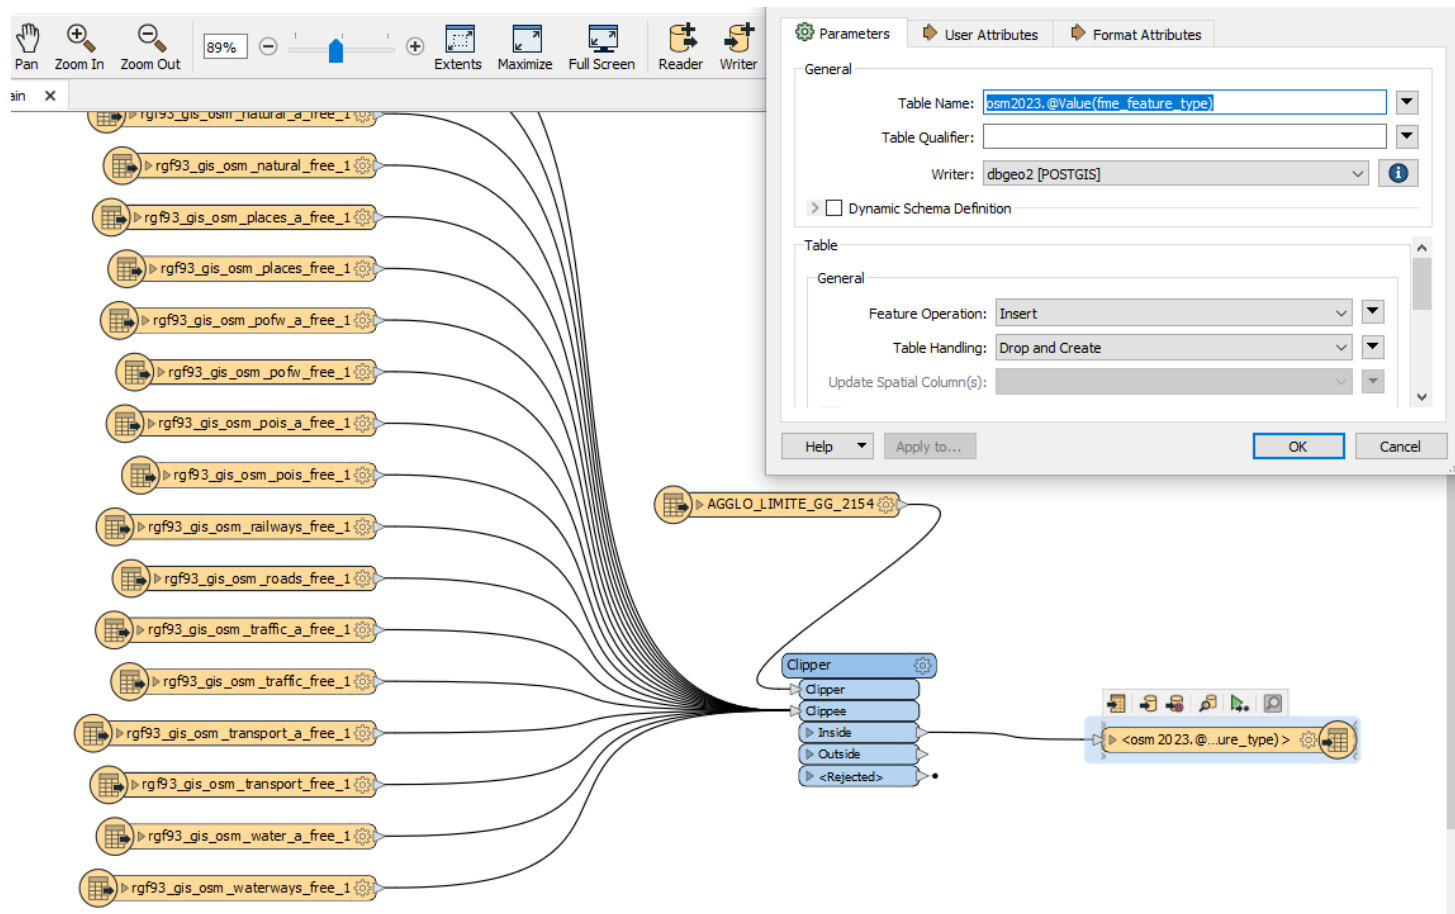 Pan
Zoom In
Zoom Out
89%
Extents
Maximize
Full Screen
Reader
Writer
ain
rgf93_gis_osm_natural_a_free_1
rgf93_gis_osm_natural_free_1
rgf93_gis_osm_places_a_free_1
rgf93_gis_osm_places_free_1
rgf93_gis_osm_pofw_a_free_1
rgf93_gis_osm_pofw_free_1
rgf93_gis_osm_pois_a_free_1
rgf93_gis_osm_pois_free_1
rgf93_gis_osm_railways_free_1
rgf93_gis_osm_roads_free_1
rgf93_gis_osm_traffic_a_free_1
rgf93_gis_osm_traffic_free_1
rgf93_gis_osm_transport_a_free_1
rgf93_gis_osm_transport_free_1
rgf93_gis_osm_water_a_free_1
rgf93_gis_osm_waterways_free_1
Parameters
User Attributes
Format Attributes
General
Table Name: osm2023.@Value(fme_feature_type)
Table Qualifier:
Writer: dbgeo2 [POSTGIS]
Dynamic Schema Definition
Table
General
Feature Operation: Insert
Table Handling: Drop and Create
Update Spatial Column(s):
Help
Apply to...
OK
Cancel
AGGLO_LIMITE_GG_2154
Clipper
Clipper
Clippee
Inside
Outside
<Rejected>
<osm2023.@...ure_type)>